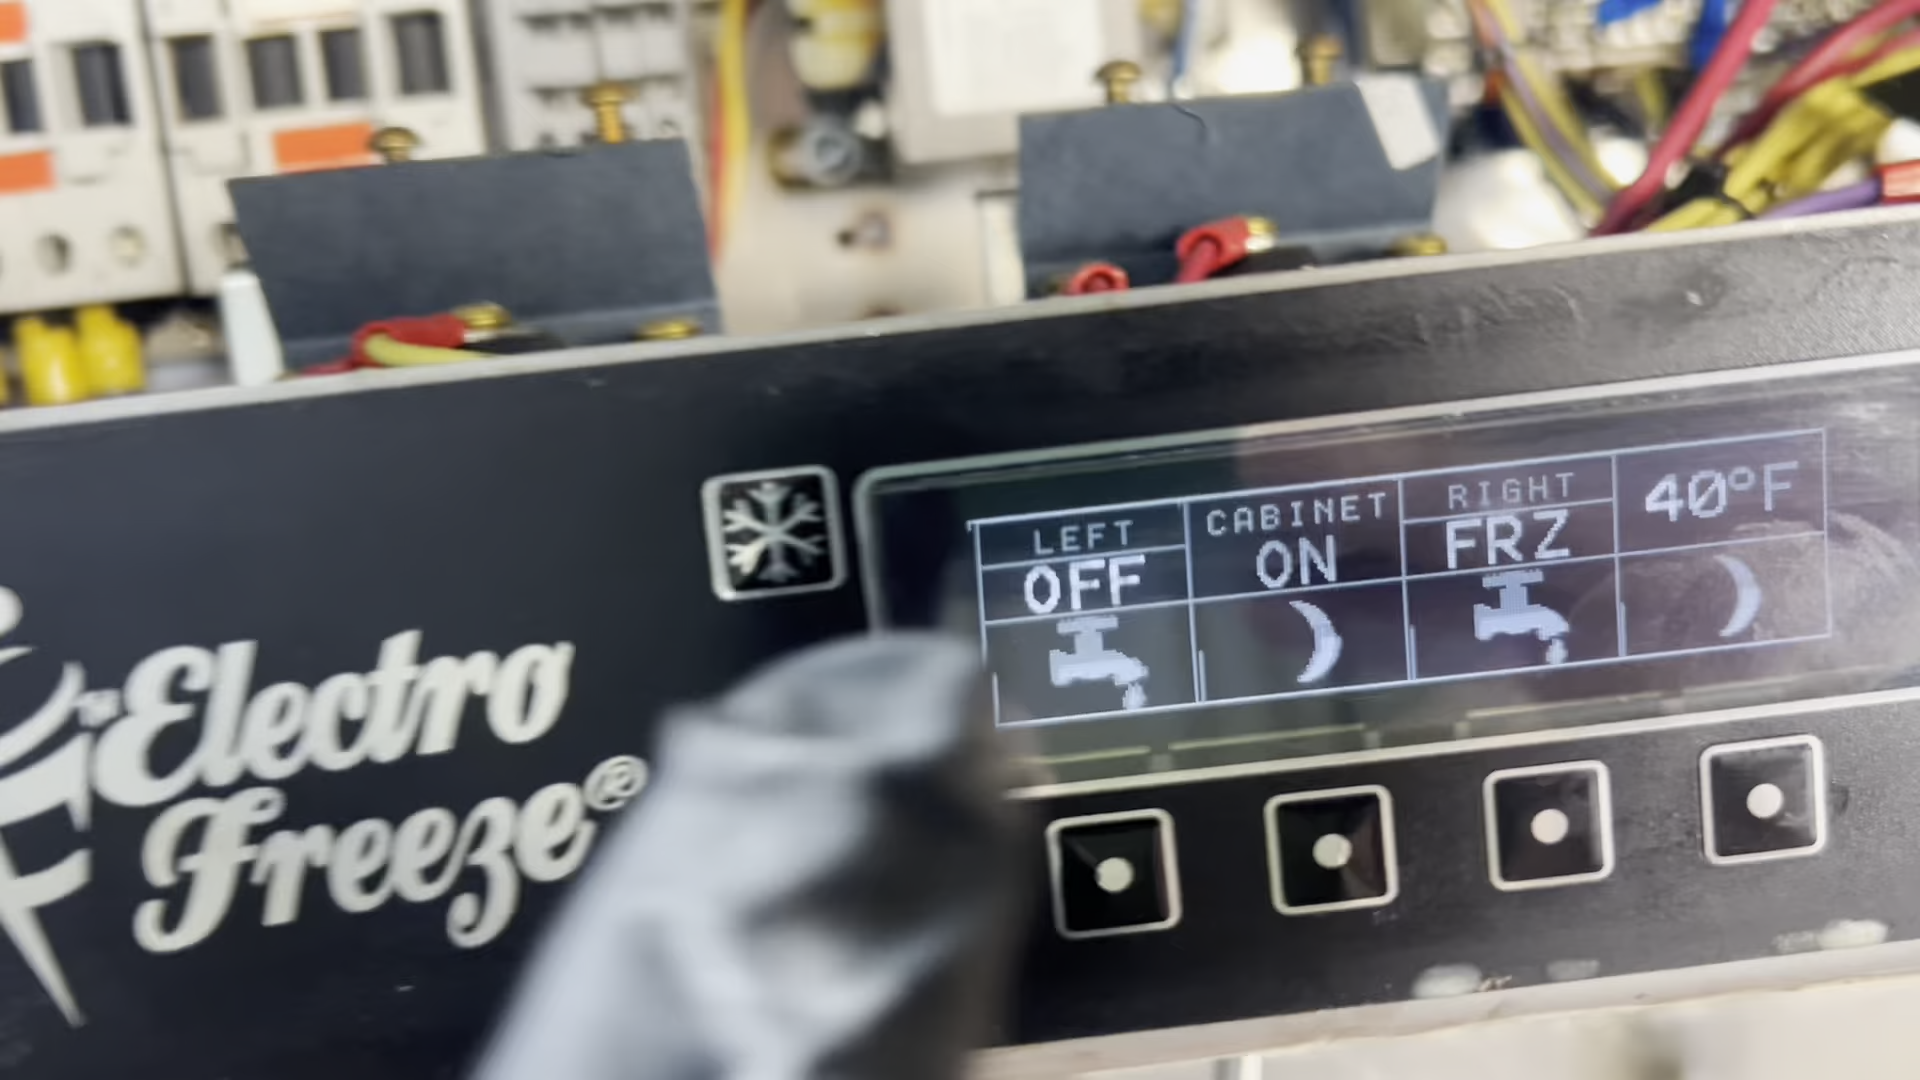 LEFT
OFF
CABINET
ON
RIGHT
FRZ
40°F
Electro
Freeze®